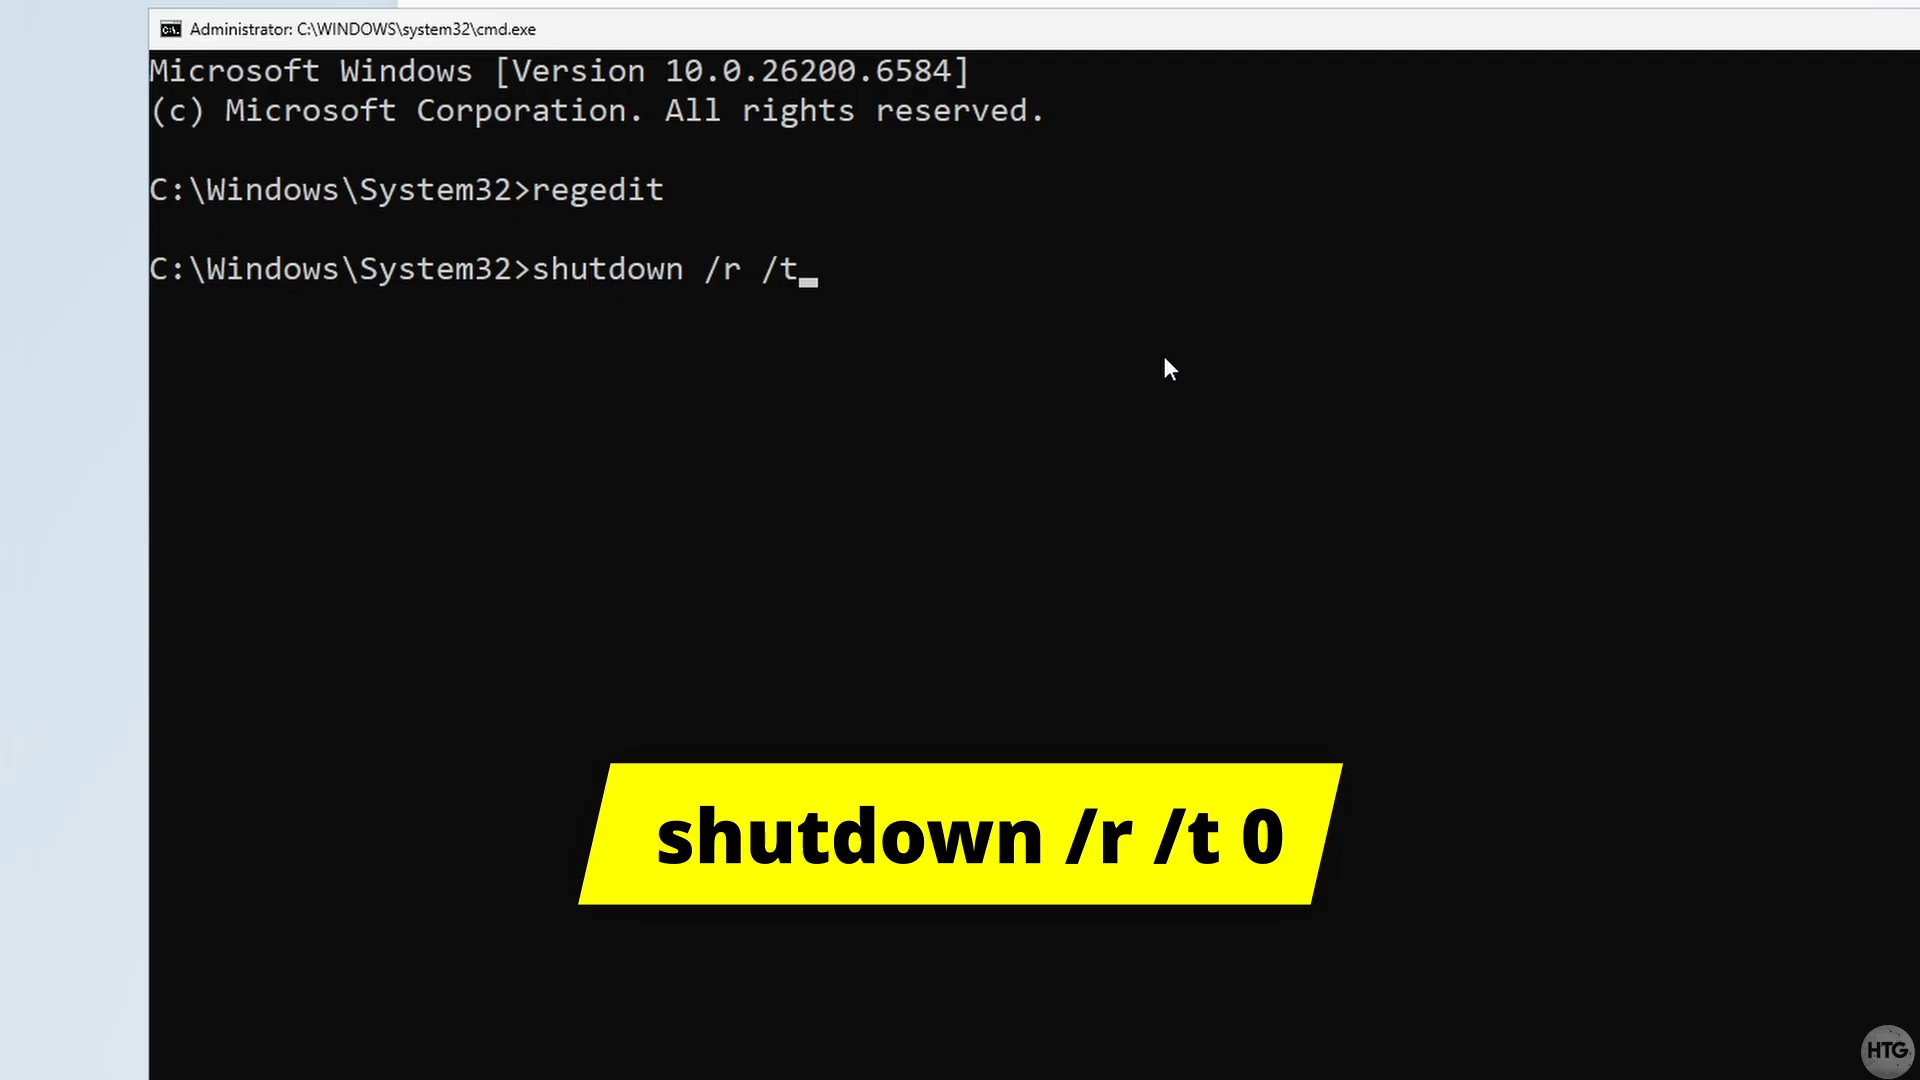 Administrator: C:\WINDOWS\system32\cmd.exe
Microsoft Windows [Version 10.0.26200.6584]
(c) Microsoft Corporation. All rights reserved.
C:\Windows\System32>regedit
C:\Windows\System32>shutdown /r /t
shutdown /r /t 0
HTG